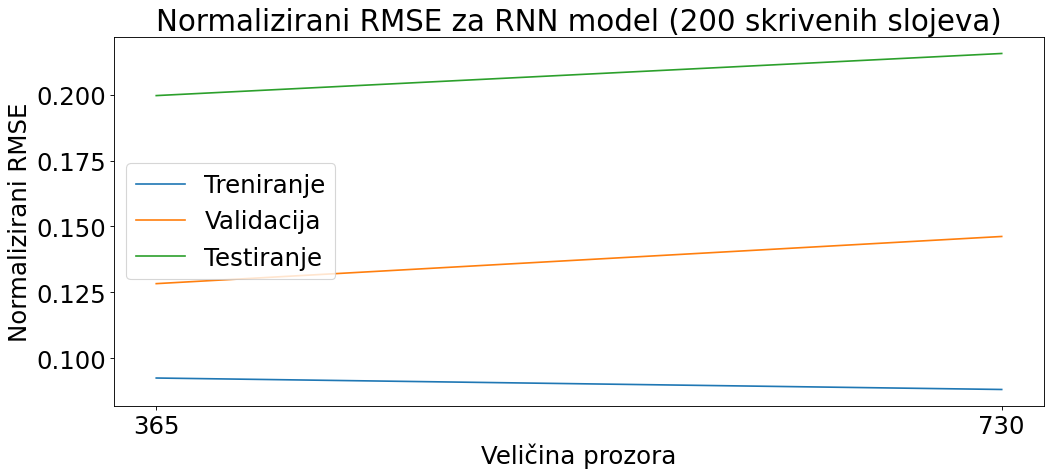 Normalizirani RMSE za RNN model (200 skrivenih slojeva)
Normalizirani RMSE
0.200
0.175
0.150
0.125
0.100
Treniranje
Validacija
Testiranje
365
730
Veličina prozora